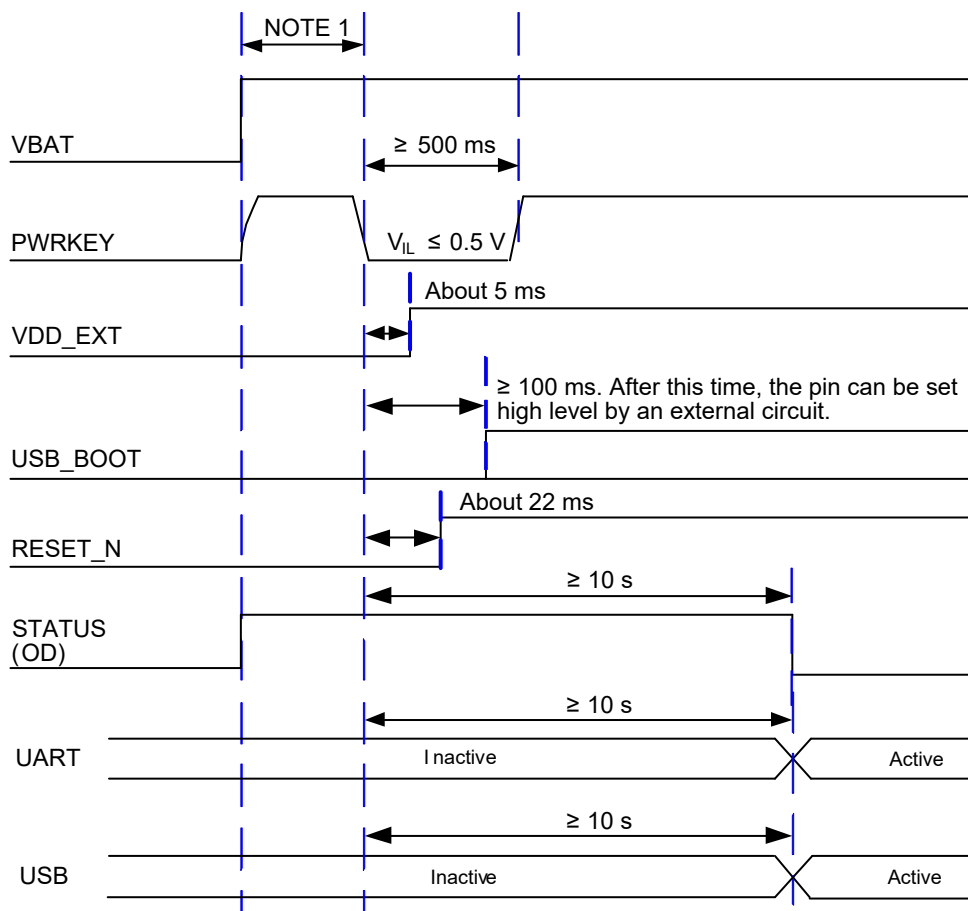 NOTE 1
VBAT
≥ 500 ms
PWRKEY
VIL ≤ 0.5 V
About 5 ms
VDD_EXT
≥ 100 ms. After this time, the pin can be set
high level by an external circuit.
USB_BOOT
About 22 ms
RESET_N
≥ 10 s
STATUS
(OD)
≥ 10 s
UART
Inactive
Active
≥ 10 s
USB
Inactive
Active